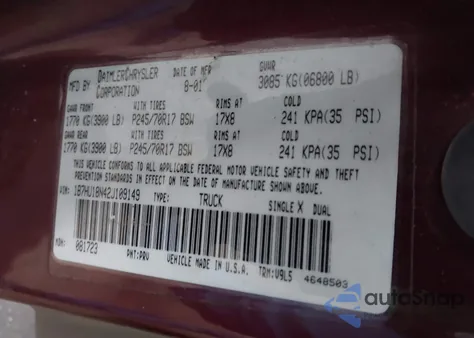 MFD BY DAIMLERCHRYSLER CORPORATION DATE OF MFR 8-01 GVWR 3085 KG(06800 LB)
GAWR FRONT WITH TIRES RIMS AT COLD
1770 KG(3900 LB) P245/70R17 BSW 17X8 241 KPA(35 PSI)
GAWR REAR WITH TIRES RIMS AT COLD
1770 KG(3900 LB) P245/70R17 BSW 17X8 241 KPA(35 PSI)
THIS VEHICLE CONFORMS TO ALL APPLICABLE FEDERAL MOTOR VEHICLE SAFETY AND
THEFT PREVENTION STANDARDS IN EFFECT ON THE DATE OF MANUFACTURE SHOWN ABOVE
VIN: 1B7HU18N42J109149 TYPE: TRUCK SINGLE X DUAL
MDH: 081723 PNT:PRV VEHICLE MADE IN U.S.A. TRM:V9L5 4648503
autosnap